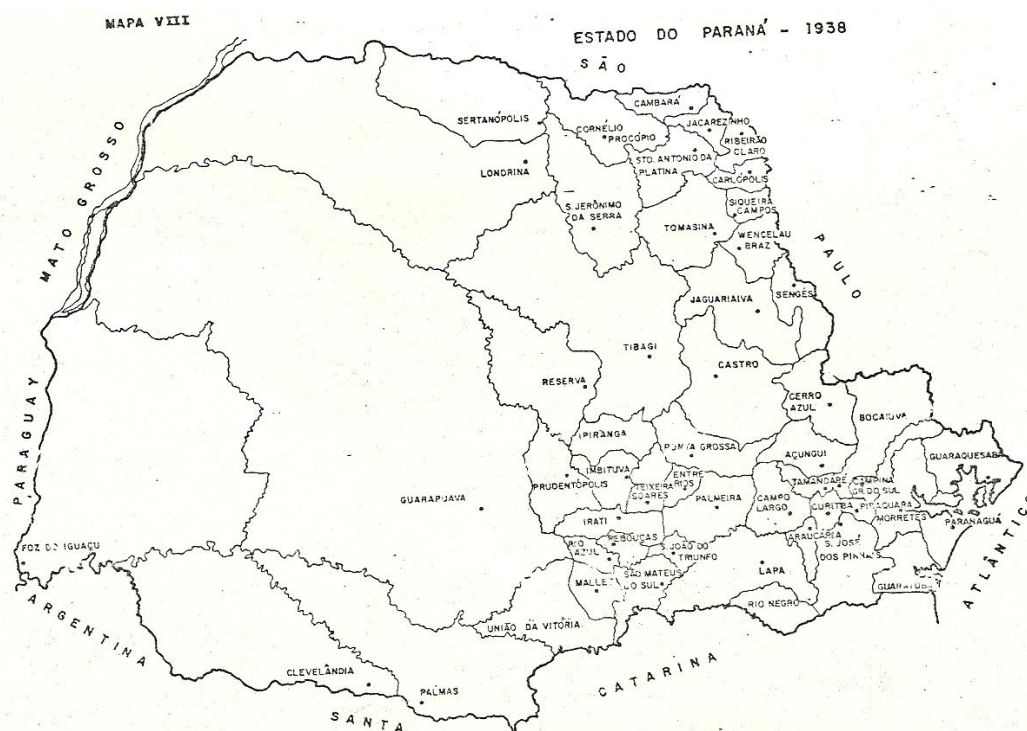 MAPA VIII
ESTADO DO PARANÁ - 1938
SÃO
CAMBARÁ
SERTANÓPOLIS
CORNÉLIO
PROCÓPIO
JACAREZINHO
RIBEIRÃO
CLARO
LONDRINA
STO. ANTONIO DA
PLATINA
CARLÓPOLIS
S. JERÔNIMO
DA SERRA
SIQUEIRA
CAMPOS
TOMASINA
WENCELAU
BRAZ
MATO GROSSO
PAULO
JAGUARIAIVA
SENGÉS
TIBAGI
RESERVA
CASTRO
CERRO
AZUL
BOCAIUVA
PARAGUAY
IPIRANGA
PONTA GROSSA
AÇUNGUI
GUARAQUESABA
IMBITUVA
PRUDENTÓPOLIS
TEIXEIRA
SOARES
ENTRE
RIOS
PALMEIRA
CAMPO
LARGO
TAMANDARÉ
CAMPINA
GR. DO SUL
GUARAPUAVA
CURITIBA
PIRAQUARA
MORRETES
PARANAGUÁ
IRATI
ARAUCÁRIA
S. JOSÉ
DOS PINHAIS
REBOUÇAS
RIO
AZUL
S. JOÃO DO
TRIUNFO
FOZ DO IGUAÇU
MALLET
SÃO MATEUS
DO SUL
LAPA
GUARATUBA
RIO NEGRO
ATLÂNTICO
ARGENTINA
UNIÃO DA VITÓRIA
CLEVELÂNDIA
PALMAS
SANTA
CATARINA